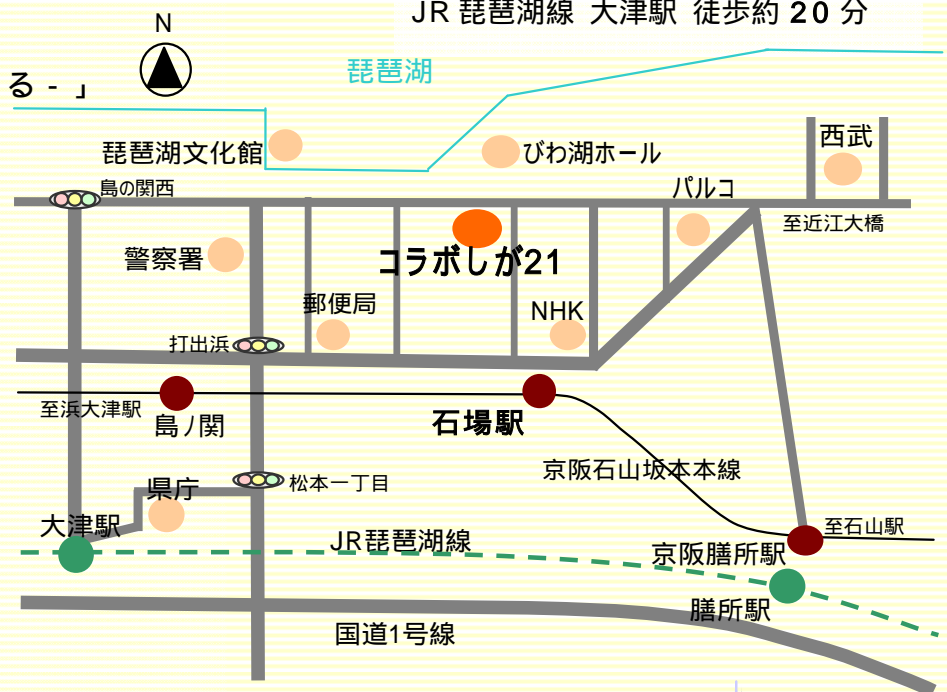 JR 琵琶湖線 大津駅 徒歩約 20 分
N
琵琶湖
る - 」
西武
琵琶湖文化館
びわ湖ホール
パルコ
島の関西
至近江大橋
警察署
コラボしが21
郵便局
NHK
打出浜
至浜大津駅
島ノ関
石場駅
京阪石山坂本本線
県庁
松本一丁目
大津駅
至石山駅
JR琵琶湖線
京阪膳所駅
膳所駅
国道1号線